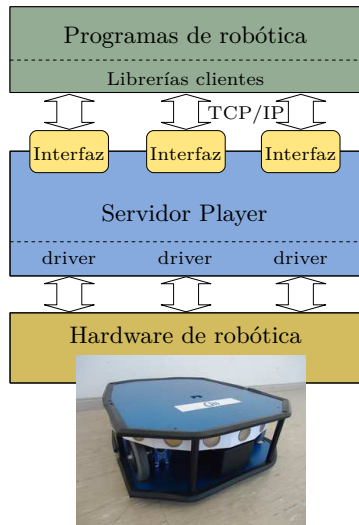 Programas de robótica
Librerías clientes
TCP/IP
Interfaz Interfaz Interfaz
Servidor Player
driver driver driver
Hardware de robótica